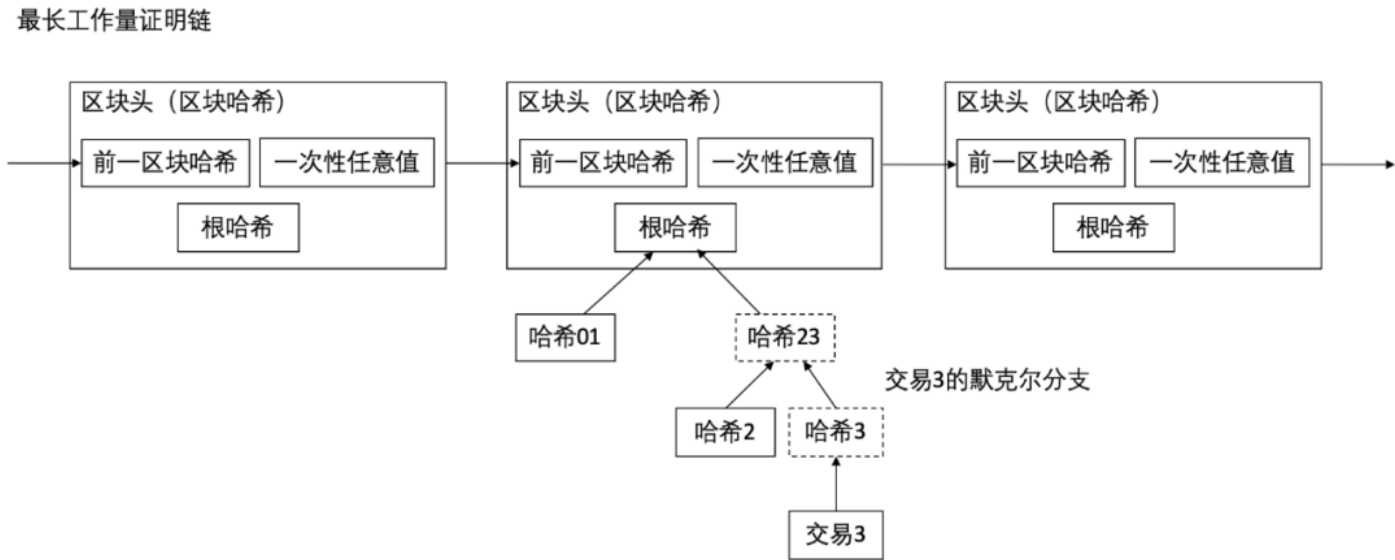 最长工作量证明链
区块头（区块哈希） 区块头（区块哈希） 区块头（区块哈希）
前一区块哈希 一次性任意值 前一区块哈希 一次性任意值 前一区块哈希 一次性任意值
根哈希 根哈希 根哈希
哈希01 哈希23
交易3的默克尔分支
哈希2 哈希3
交易3